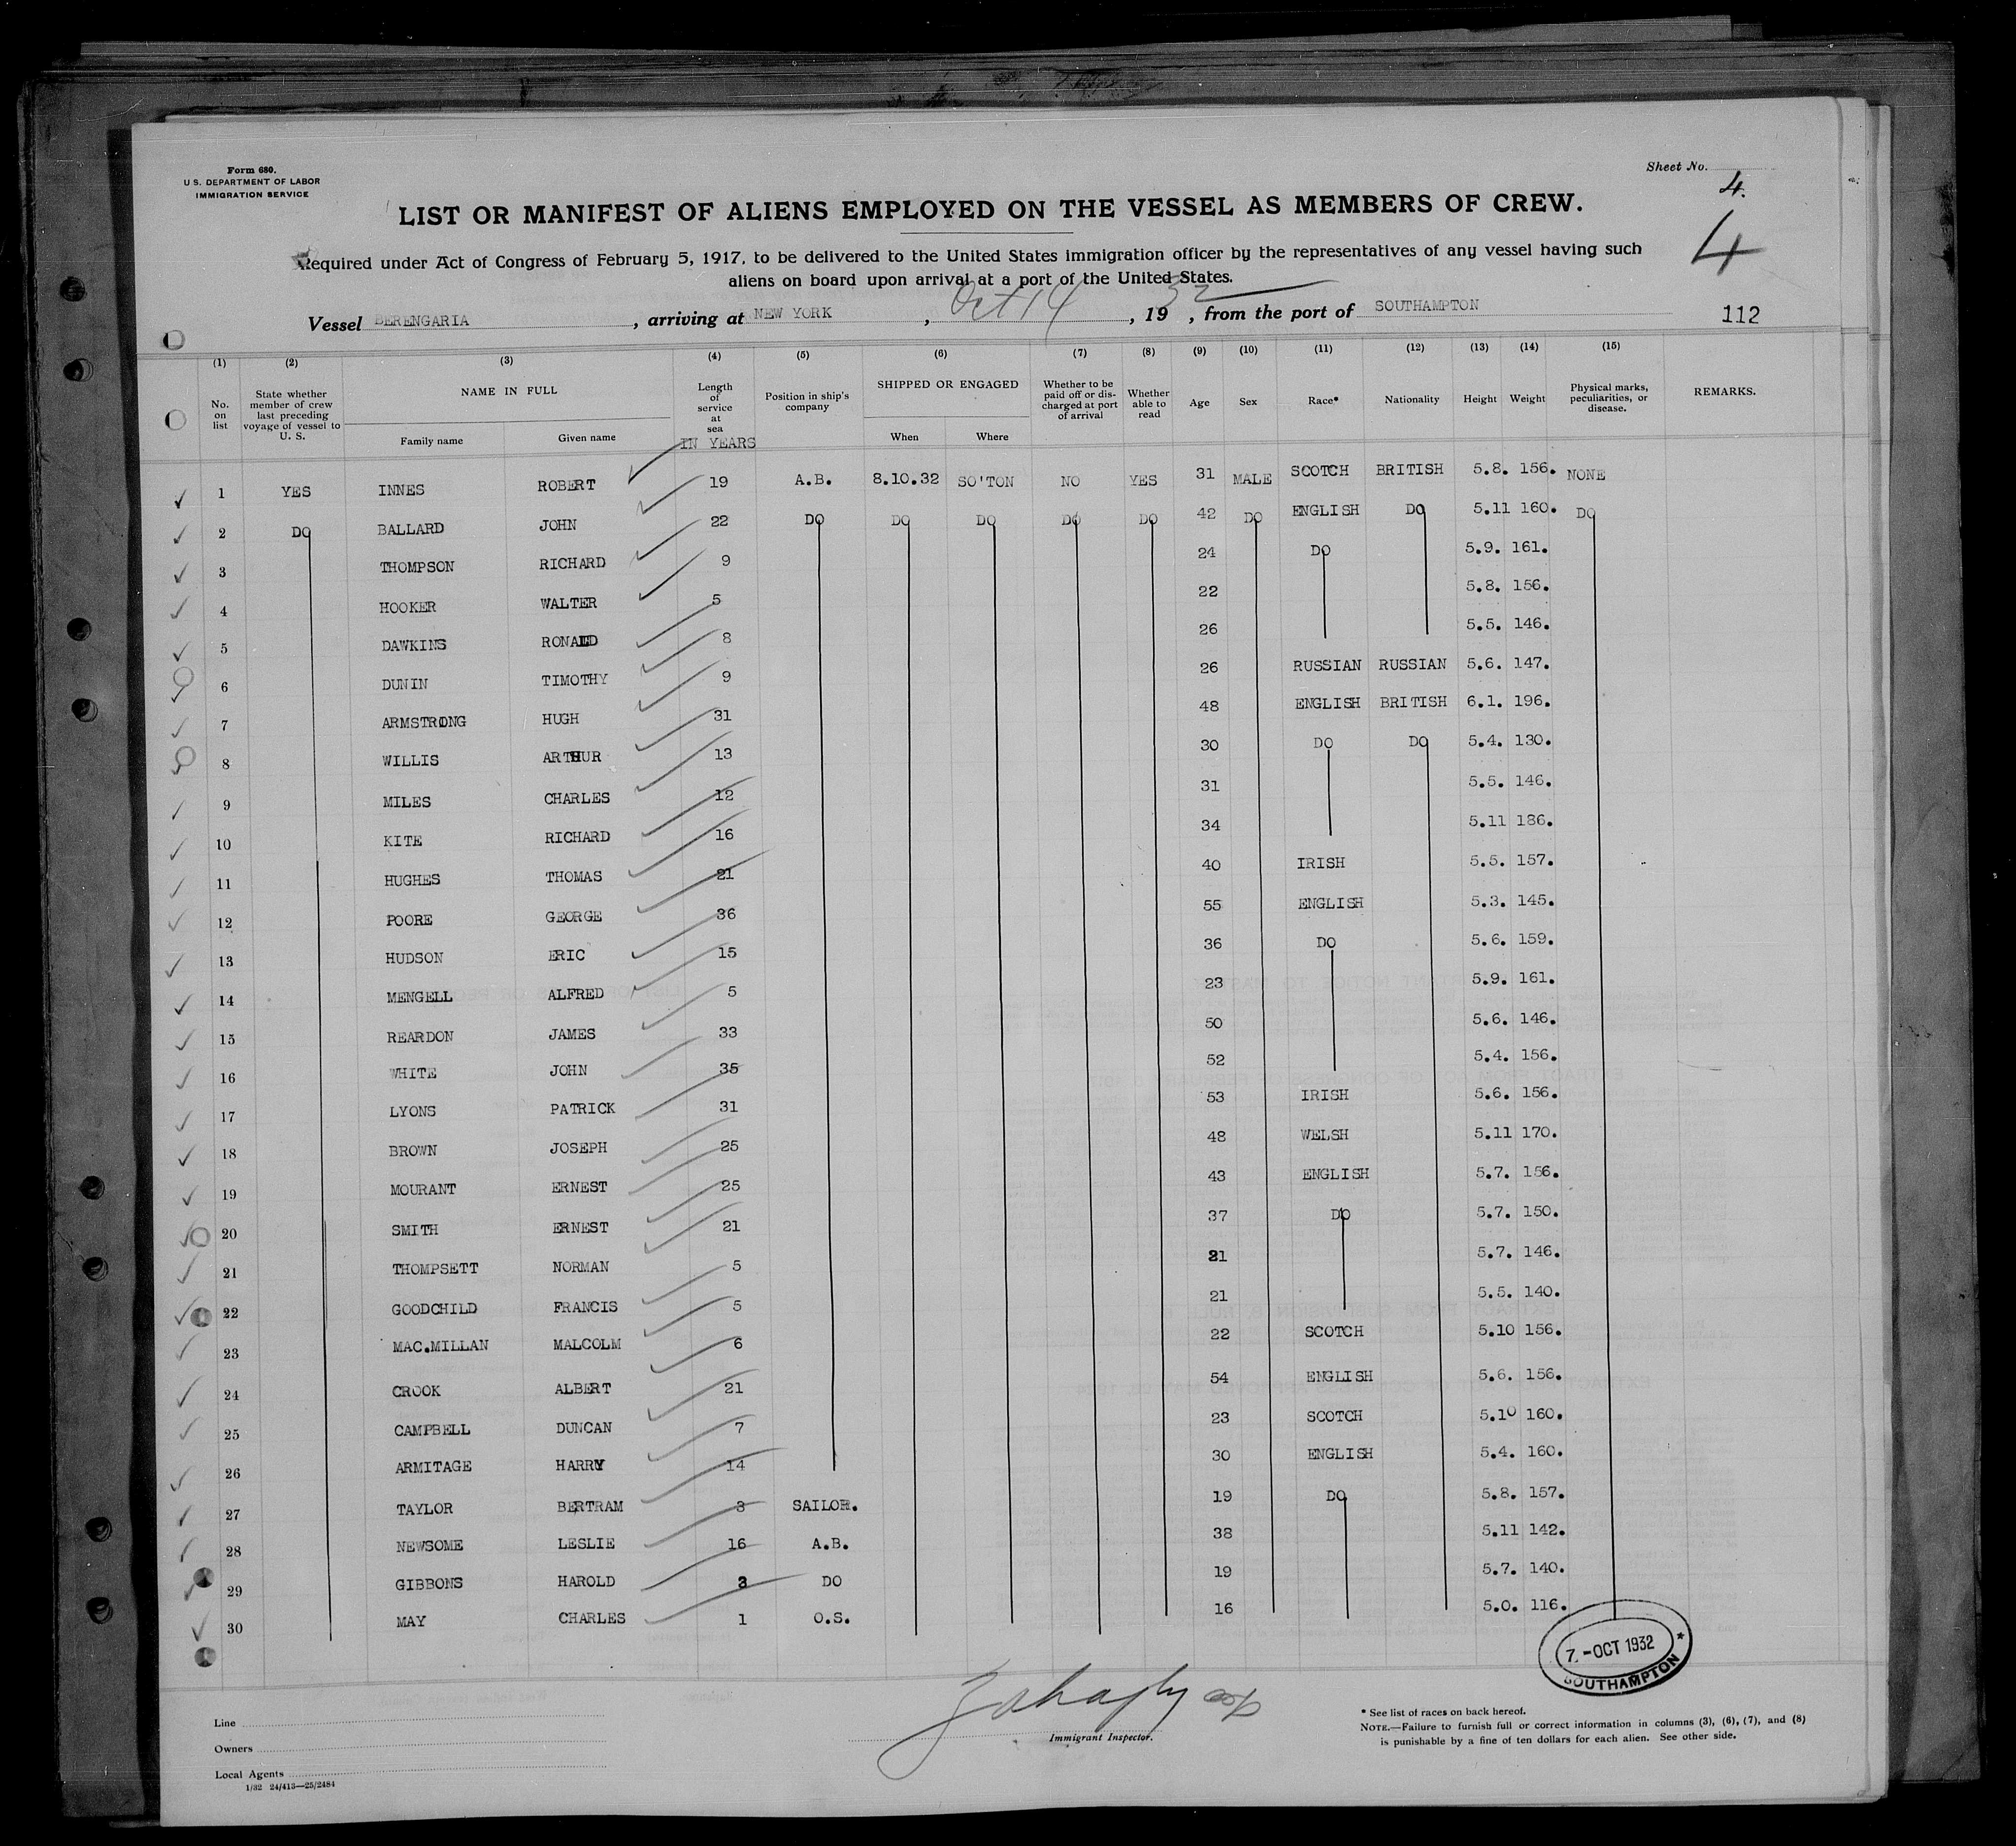 Form 680.
U.S. DEPARTMENT OF LABOR
IMMIGRATION SERVICE
Sheet No. 4.
4
LIST OR MANIFEST OF ALIENS EMPLOYED ON THE VESSEL AS MEMBERS OF CREW.
Required under Act of Congress of February 5, 1917, to be delivered to the United States immigration officer by the representatives of any vessel having such
aliens on board upon arrival at a port of the United States.
Vessel BERENGARIA, arriving at NEW YORK, Oct 14, 1932, from the port of SOUTHAMPTON 112
(1) (2) (3) (4) (5) (6) (7) (8) (9) (10) (11) (12) (13) (14) (15)
No. on list State whether member of crew last preceding voyage of vessel to U. S. NAME IN FULL Family name Given name Length of service at sea IN YEARS Position in ship's company SHIPPED OR ENGAGED When Where Whether to be paid off or discharged at port of arrival Whether able to read Age Sex Race* Nationality Height Weight Physical marks, peculiarities, or disease. REMARKS.
1 YES INNES ROBERT 19 A.B. 8.10.32 SO'TON NO YES 31 MALE SCOTCH BRITISH 5.8. 156. NONE
2 DO BALLARD JOHN 22 DO DO DO DO DO 42 DO ENGLISH DO 5.11 160. DO
3 THOMPSON RICHARD 9 24 DO 5.9. 161.
4 HOOKER WALTER 5 22 5.8. 156.
5 DAWKINS RONALD 8 26 5.5. 146.
6 DUNIN TIMOTHY 9 26 RUSSIAN RUSSIAN 5.6. 147.
7 ARMSTRONG HUGH 31 48 ENGLISH BRITISH 6.1. 196.
8 WILLIS ARTHUR 13 30 DO DO 5.4. 130.
9 MILES CHARLES 12 31 5.5. 146.
10 KITE RICHARD 16 34 5.11 186.
11 HUGHES THOMAS 21 40 IRISH 5.5. 157.
12 POORE GEORGE 36 55 ENGLISH 5.3. 145.
13 HUDSON ERIC 15 36 DO 5.6. 159.
14 MENGELL ALFRED 5 23 5.9. 161.
15 REARDON JAMES 33 50 5.6. 146.
16 WHITE JOHN 35 52 5.4. 156.
17 LYONS PATRICK 31 53 IRISH 5.6. 156.
18 BROWN JOSEPH 25 48 WELSH 5.11 170.
19 MOURANT ERNEST 25 43 ENGLISH 5.7. 156.
20 SMITH ERNEST 21 37 DO 5.7. 150.
21 THOMPSETT NORMAN 5 21 5.7. 146.
22 GOODCHILD FRANCIS 5 21 5.5. 140.
23 MAC.MILLAN MALCOLM 6 22 SCOTCH 5.10 156.
24 CROOK ALBERT 21 54 ENGLISH 5.6. 156.
25 CAMPBELL DUNCAN 7 23 SCOTCH 5.10 160.
26 ARMITAGE HARRY 14 30 ENGLISH 5.4. 160.
27 TAYLOR BERTRAM 3 SAILOR. 19 DO 5.8. 157.
28 NEWSOME LESLIE 16 A.B. 38 5.11 142.
29 GIBBONS HAROLD 3 DO 19 5.7. 140.
30 MAY CHARLES 1 O.S. 16 5.0. 116.
7-OCT 1932
SOUTHAMPTON
Line
Owners
Local Agents
1/32 24/413—25/2484
Immigrant Inspector.
* See list of races on back hereof.
NOTE.—Failure to furnish full or correct information in columns (3), (6), (7), and (8)
is punishable by a fine of ten dollars for each alien. See other side.